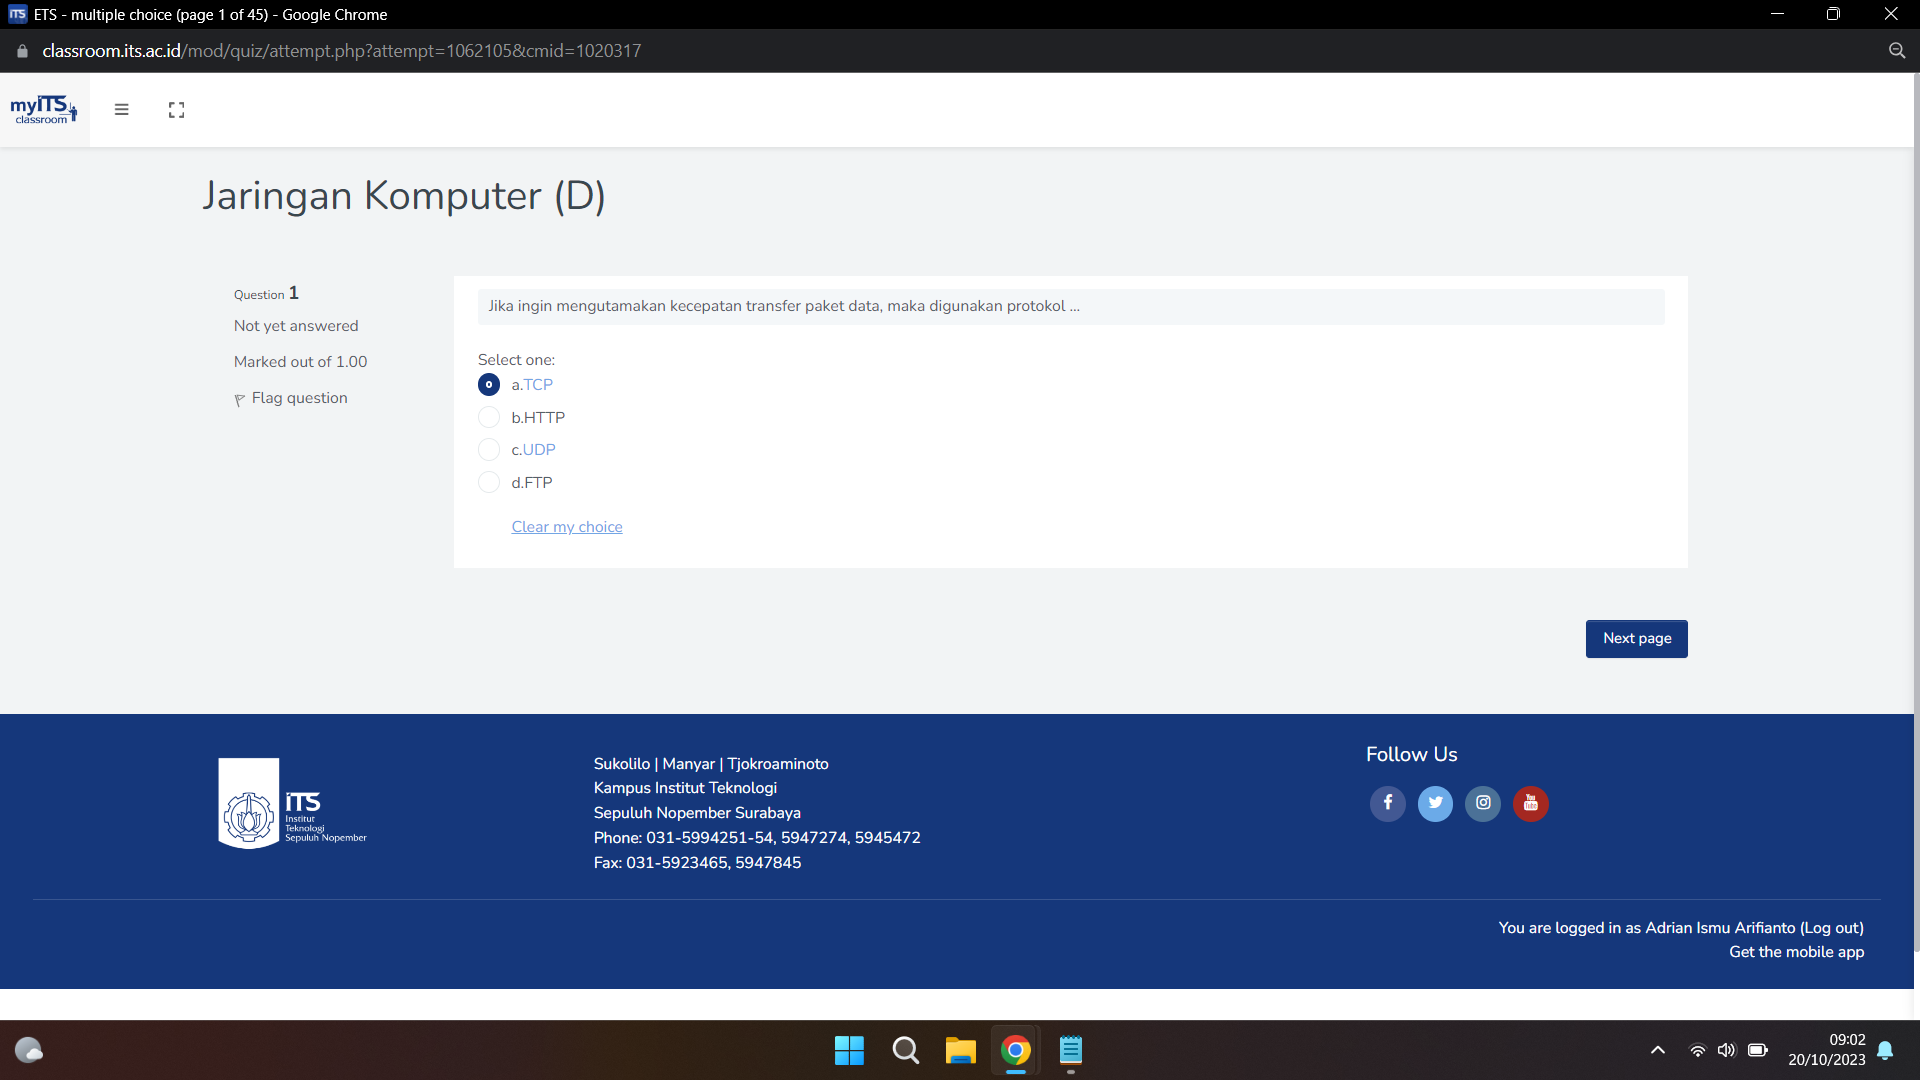 ETS - multiple choice (page 1 of 45) - Google Chrome
classroom.its.ac.id/mod/quiz/attempt.php?attempt=1062105&cmid=1020317
myITS
classroom
Jaringan Komputer (D)
Question 1
Not yet answered
Marked out of 1.00
Flag question
Jika ingin mengutamakan kecepatan transfer paket data, maka digunakan protokol ...
Select one:
a.TCP
b.HTTP
c.UDP
d.FTP
Clear my choice
Next page
ITS
Institut
Teknologi
Sepuluh Nopember
Sukolilo | Manyar | Tjokroaminoto
Kampus Institut Teknologi
Sepuluh Nopember Surabaya
Phone: 031-5994251-54, 5947274, 5945472
Fax: 031-5923465, 5947845
Follow Us
You are logged in as Adrian Ismu Arifianto (Log out)
Get the mobile app
09:02
20/10/2023